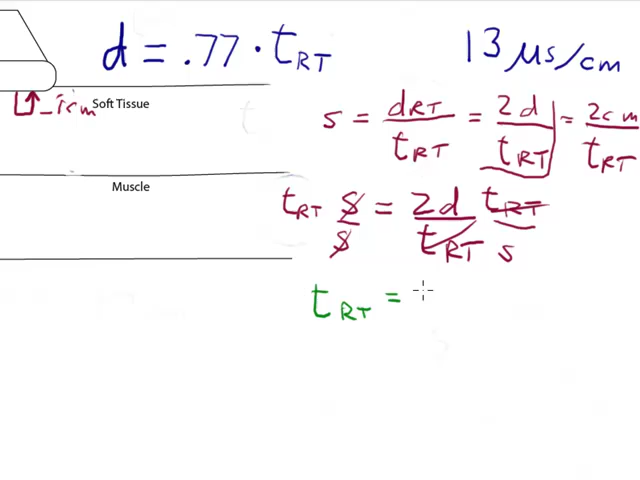 d = .77 · tRT
13 µs/cm
1cm
Soft Tissue
s = dRT/tRT = 2d/tRT = 2cm/tRT
Muscle
tRT s/s = 2d/tRT tRT/s
tRT =